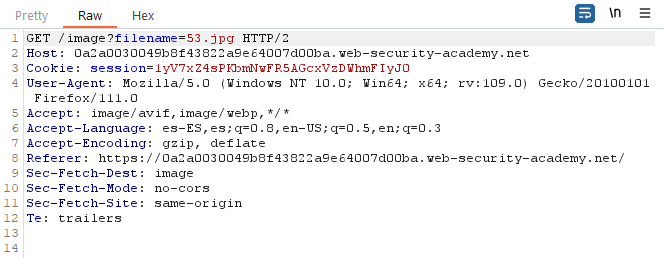 Pretty Raw Hex \n
1 GET /image?filename=53.jpg HTTP/2
2 Host: 0a2a0030049b8f43822a9e64007d00ba.web-security-academy.net
3 Cookie: session=1yV7xZ4sPKbmNwFR5AGcxVzDWhmFIyJ0
4 User-Agent: Mozilla/5.0 (Windows NT 10.0; Win64; x64; rv:109.0) Gecko/20100101
Firefox/111.0
5 Accept: image/avif,image/webp,*/*
6 Accept-Language: es-ES,es;q=0.8,en-US;q=0.5,en;q=0.3
7 Accept-Encoding: gzip, deflate
8 Referer: https://0a2a0030049b8f43822a9e64007d00ba.web-security-academy.net/
9 Sec-Fetch-Dest: image
10 Sec-Fetch-Mode: no-cors
11 Sec-Fetch-Site: same-origin
12 Te: trailers
13
14